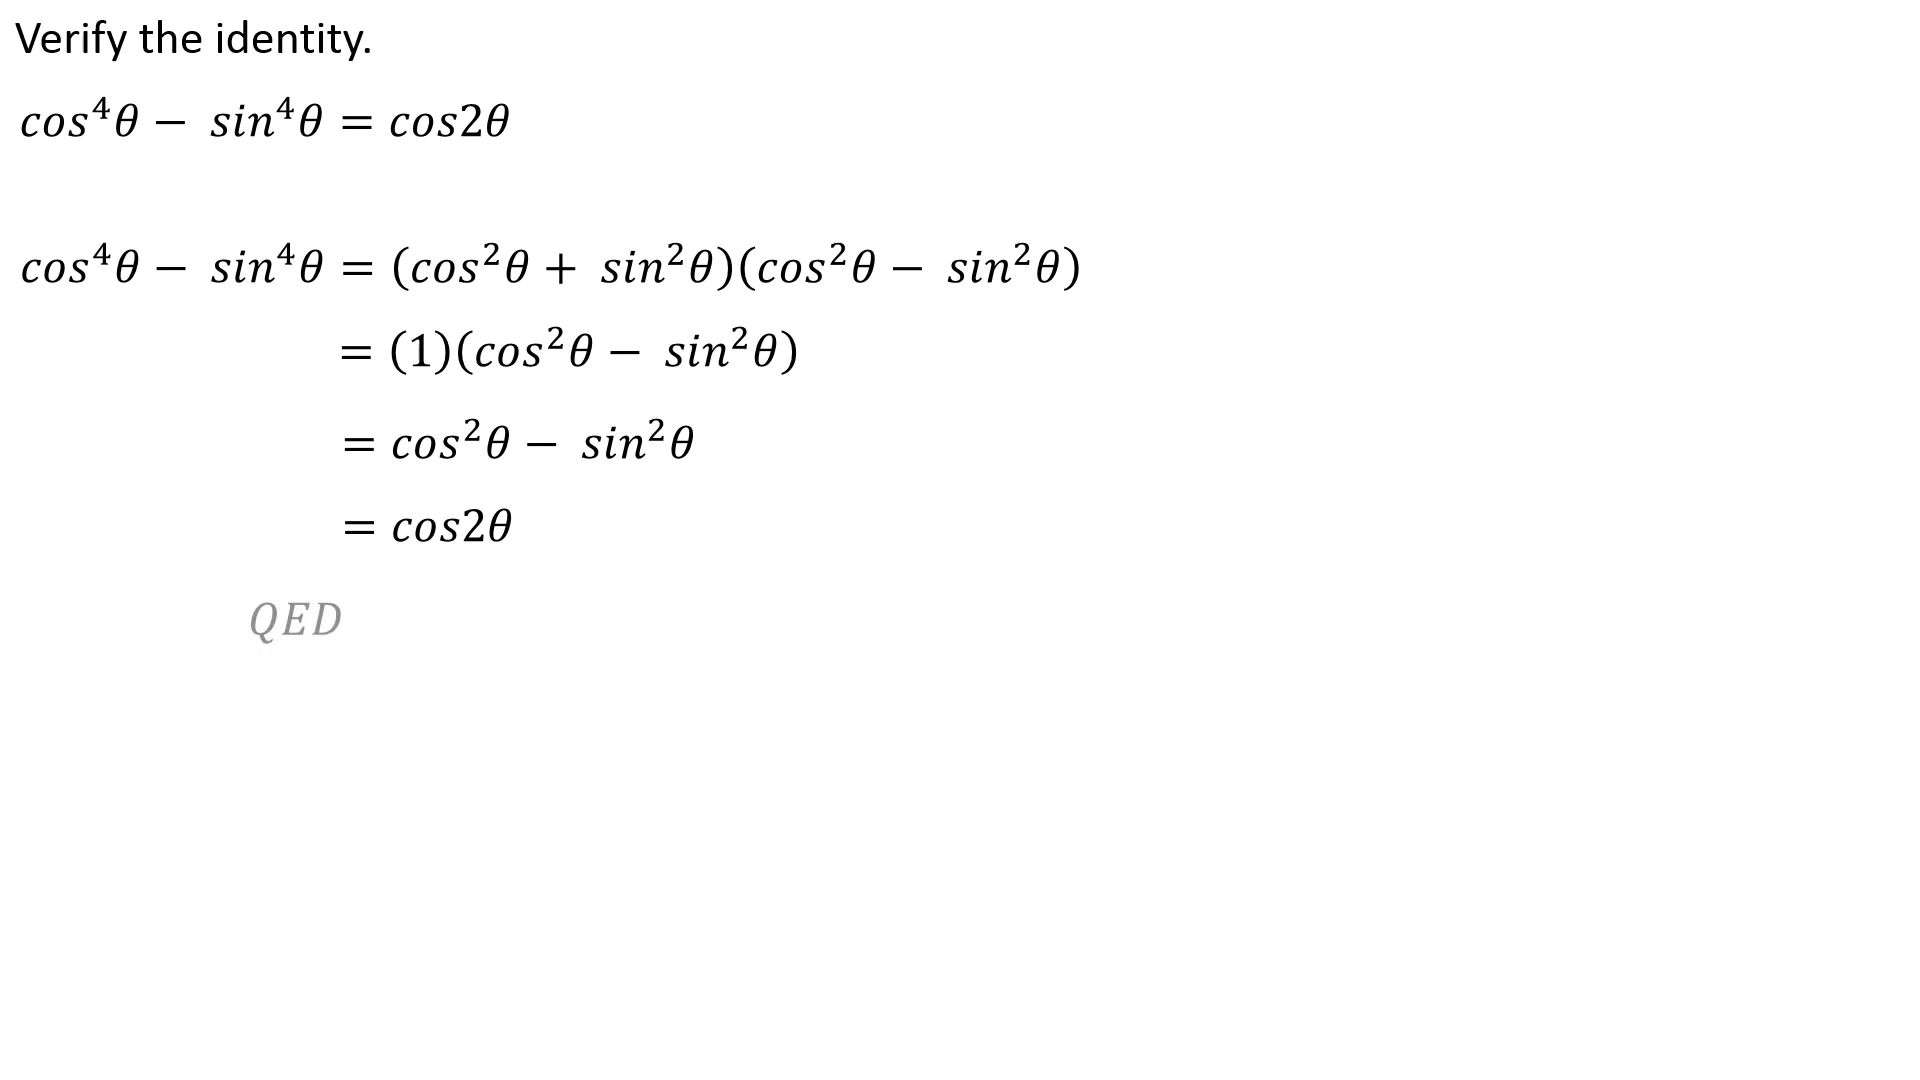 Verify the identity.
cos⁴θ − sin⁴θ = cos2θ
cos⁴θ − sin⁴θ = (cos²θ + sin²θ)(cos²θ − sin²θ)
= (1)(cos²θ − sin²θ)
= cos²θ − sin²θ
= cos2θ
QED